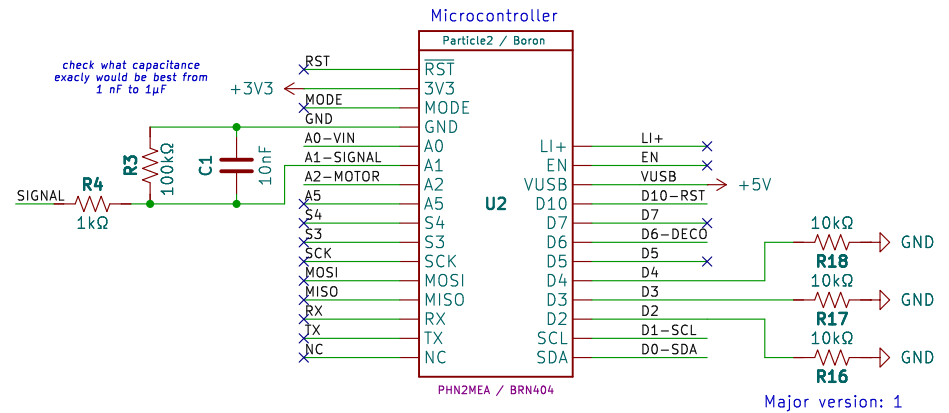 Microcontroller
Particle2 / Boron
check what capacitance
exacly would be best from
1 nF to 1µF
RST
RST
+3V3
3V3
MODE
MODE
GND
GND
A0-VIN
A0
LI+
LI+
A1-SIGNAL
A1
EN
EN
A2-MOTOR
A2
VUSB
VUSB
+5V
R3
100kΩ
C1
10nF
SIGNAL
R4
1kΩ
A5
A5
U2
D10
D10-RST
S4
S4
D7
D7
S3
S3
D6
D6-DECO
10kΩ
R18
GND
SCK
SCK
D5
D5
MOSI
MOSI
D4
D4
10kΩ
R17
GND
MISO
MISO
D3
D3
RX
RX
D2
D2
10kΩ
R16
GND
TX
TX
SCL
D1-SCL
NC
NC
SDA
D0-SDA
PHN2MEA / BRN404
Major version: 1